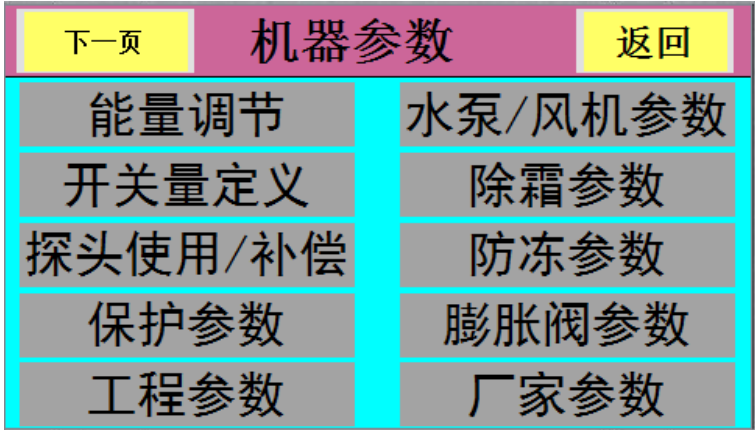 下一页 机器参数 返回
能量调节 水泵/风机参数
开关量定义 除霜参数
探头使用/补偿 防冻参数
保护参数 膨胀阀参数
工程参数 厂家参数